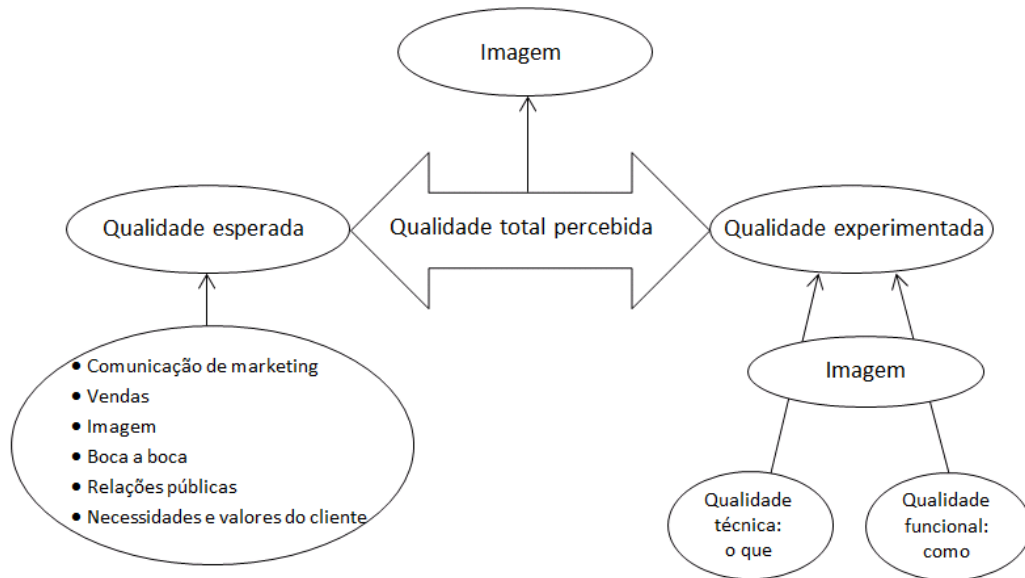 Imagem
Qualidade esperada
Qualidade total percebida
Qualidade experimentada
• Comunicação de marketing
• Vendas
• Imagem
• Boca a boca
• Relações públicas
• Necessidades e valores do cliente
Imagem
Qualidade
técnica:
o que
Qualidade
funcional:
como